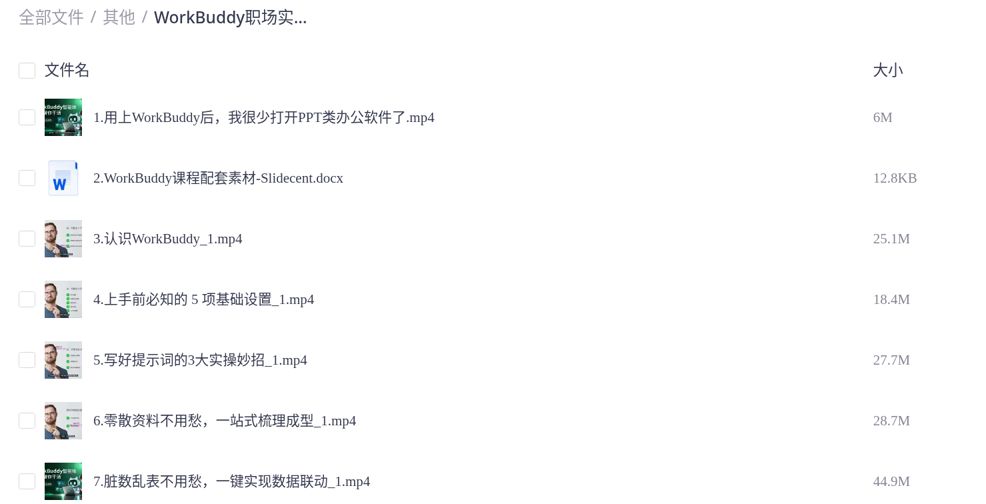 全部文件 / 其他 / WorkBuddy职场实...
文件名 大小
1.用上WorkBuddy后，我很少打开PPT类办公软件了.mp4 6M
2.WorkBuddy课程配套素材-Slidecent.docx 12.8KB
3.认识WorkBuddy_1.mp4 25.1M
4.上手前必知的 5 项基础设置_1.mp4 18.4M
5.写好提示词的3大实操妙招_1.mp4 27.7M
6.零散资料不用愁，一站式梳理成型_1.mp4 28.7M
7.脏数乱表不用愁，一键实现数据联动_1.mp4 44.9M